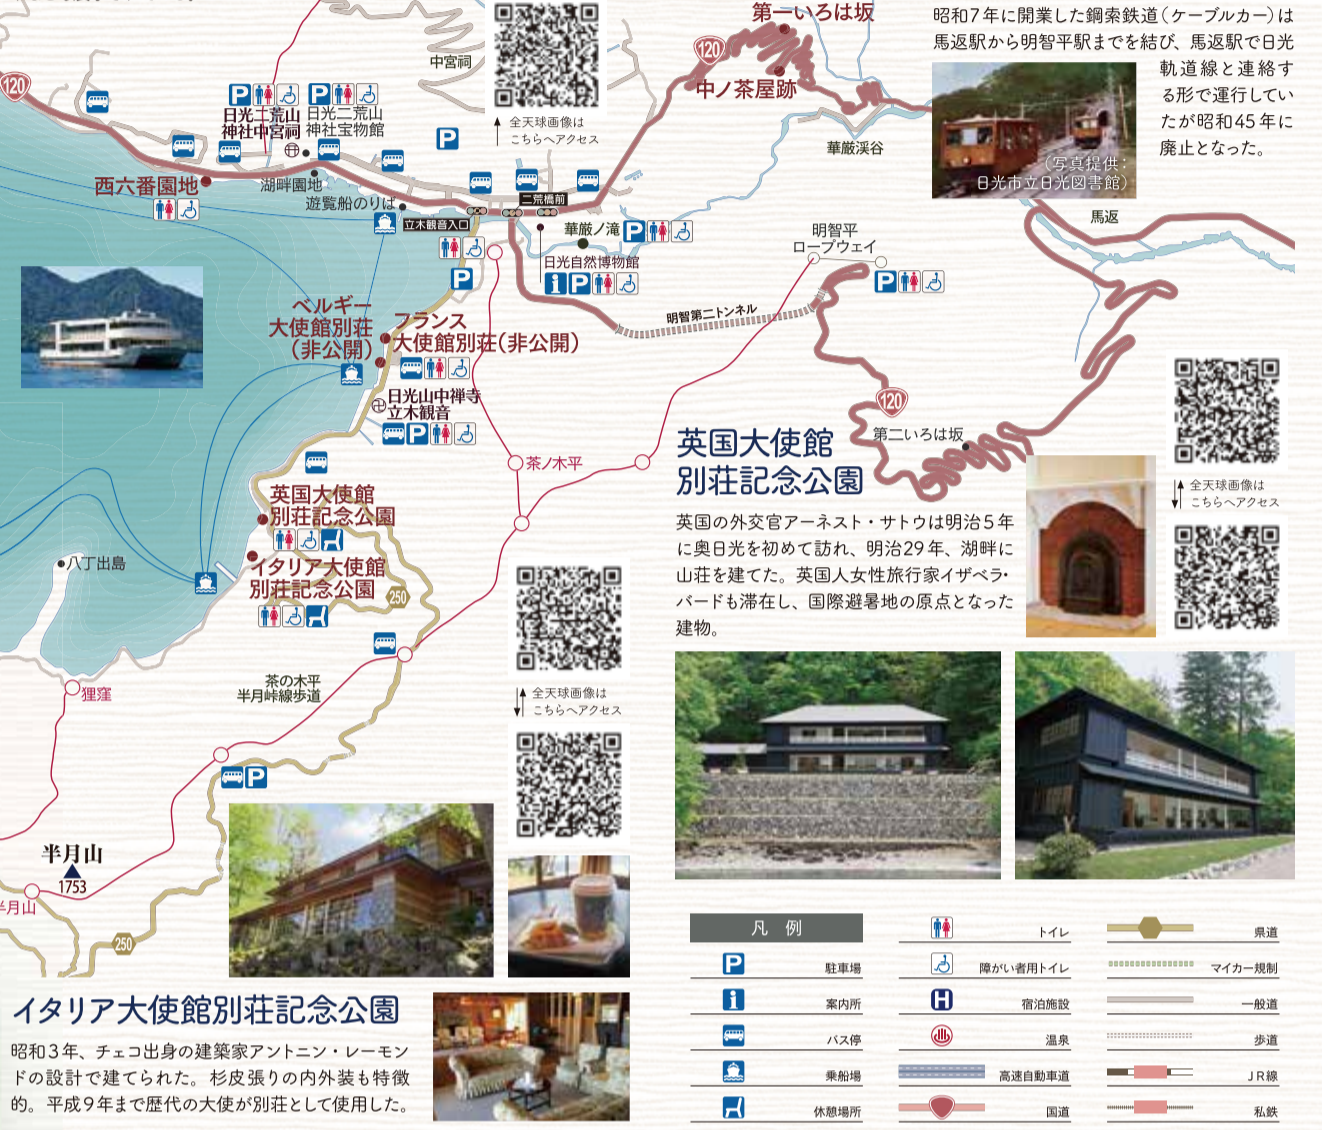 昭和7年に開業した鋼索鉄道（ケーブルカー）は
馬返駅から明智平駅までを結び、馬返駅で日光
軌道線と連絡す
る形で運行してい
たが昭和45年に
廃止となった。
（写真提供：
日光市立日光図書館）
第一いろは坂
120
中ノ茶屋跡
中宮祠
全天球画像は
こちらへアクセス
120
P
P
日光二荒山
神社中宮祠
日光二荒山
神社宝物館
P
華厳渓谷
馬返
西六番園地
湖畔園地
遊覧船のりば
立木観音入口
二荒橋前
華厳ノ滝
P
日光自然博物館
i P
P
明智平
ロープウェイ
P
明智第二トンネル
ベルギー
大使館別荘
（非公開）
フランス
大使館別荘（非公開）
日光山中禅寺
立木観音
P
120
第二いろは坂
茶ノ木平
英国大使館
別荘記念公園
イタリア大使館
別荘記念公園
250
八丁出島
狸窪
茶の木平
半月峠線歩道
P
半月山
1753
半月山
250
全天球画像は
こちらへアクセス
英国大使館
別荘記念公園
英国の外交官アーネスト・サトウは明治5年
に奥日光を初めて訪れ、明治29年、湖畔に
山荘を建てた。英国人女性旅行家イザベラ・
バードも滞在し、国際避暑地の原点となった
建物。
全天球画像は
こちらへアクセス
イタリア大使館別荘記念公園
昭和3年、チェコ出身の建築家アントニン・レーモン
ドの設計で建てられた。杉皮張りの内外装も特徴
的。平成9年まで歴代の大使が別荘として使用した。
凡 例
P 駐車場
i 案内所
バス停
乗船場
休憩場所
トイレ
障がい者用トイレ
H 宿泊施設
温泉
高速自動車道
国道
県道
マイカー規制
一般道
歩道
JR線
私鉄